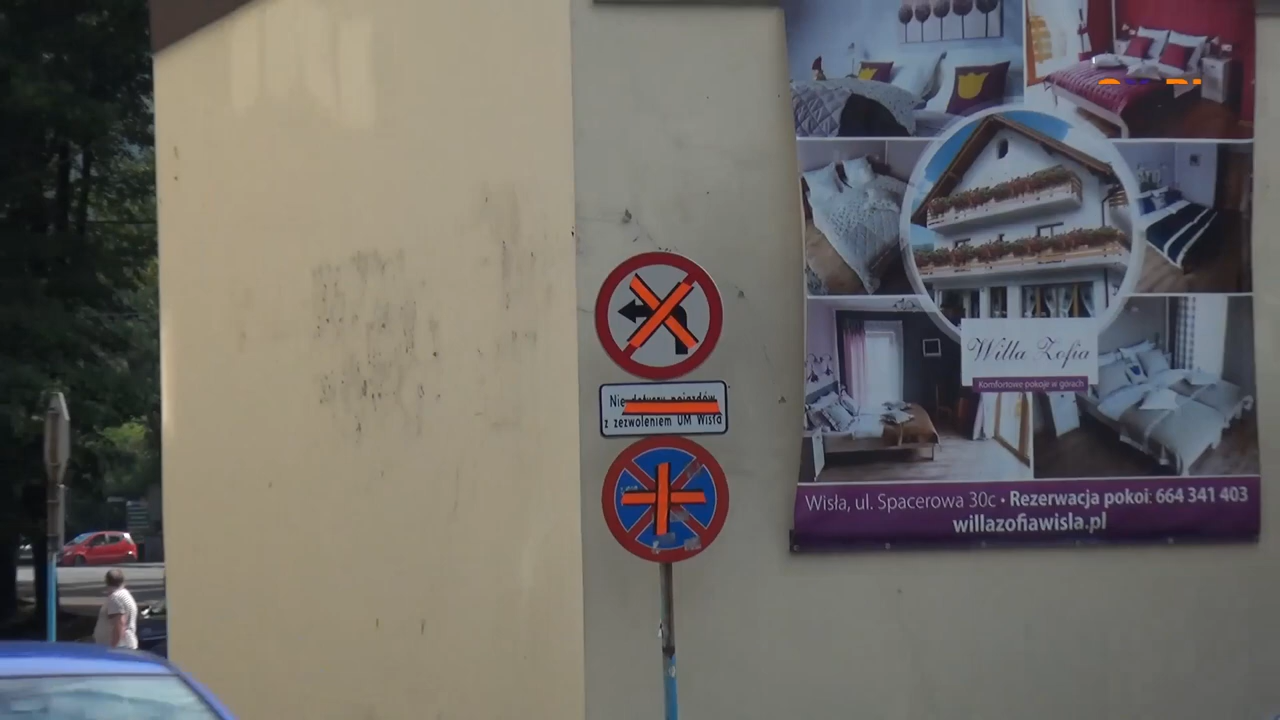 Nie dotyczy pojazdów
z zezwoleniem UM Wisła
Willa Zofia
Komfortowe pokoje w górach
Wisła, ul. Spacerowa 30c • Rezerwacja pokoi: 664 341 403
willazofiawisla.pl